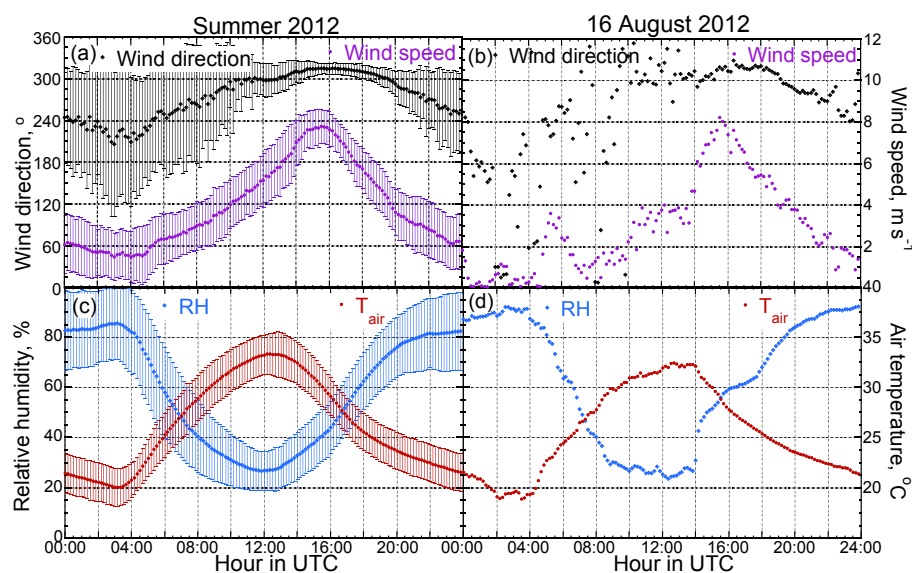 Summer 2012
16 August 2012
(a)
Wind direction
Wind speed
(b)
Wind direction
Wind speed
360
300
240
180
120
60
0
Wind direction, °
12
10
8
6
4
2
40
Wind speed, m s-1
(c)
RH
Tair
(d)
RH
Tair
80
60
40
20
0
Relative humidity, %
35
30
25
20
Air temperature, °C
00:00
04:00
08:00
12:00
16:00
20:00
00:00
04:00
08:00
12:00
16:00
20:00
24:00
Hour in UTC
Hour in UTC